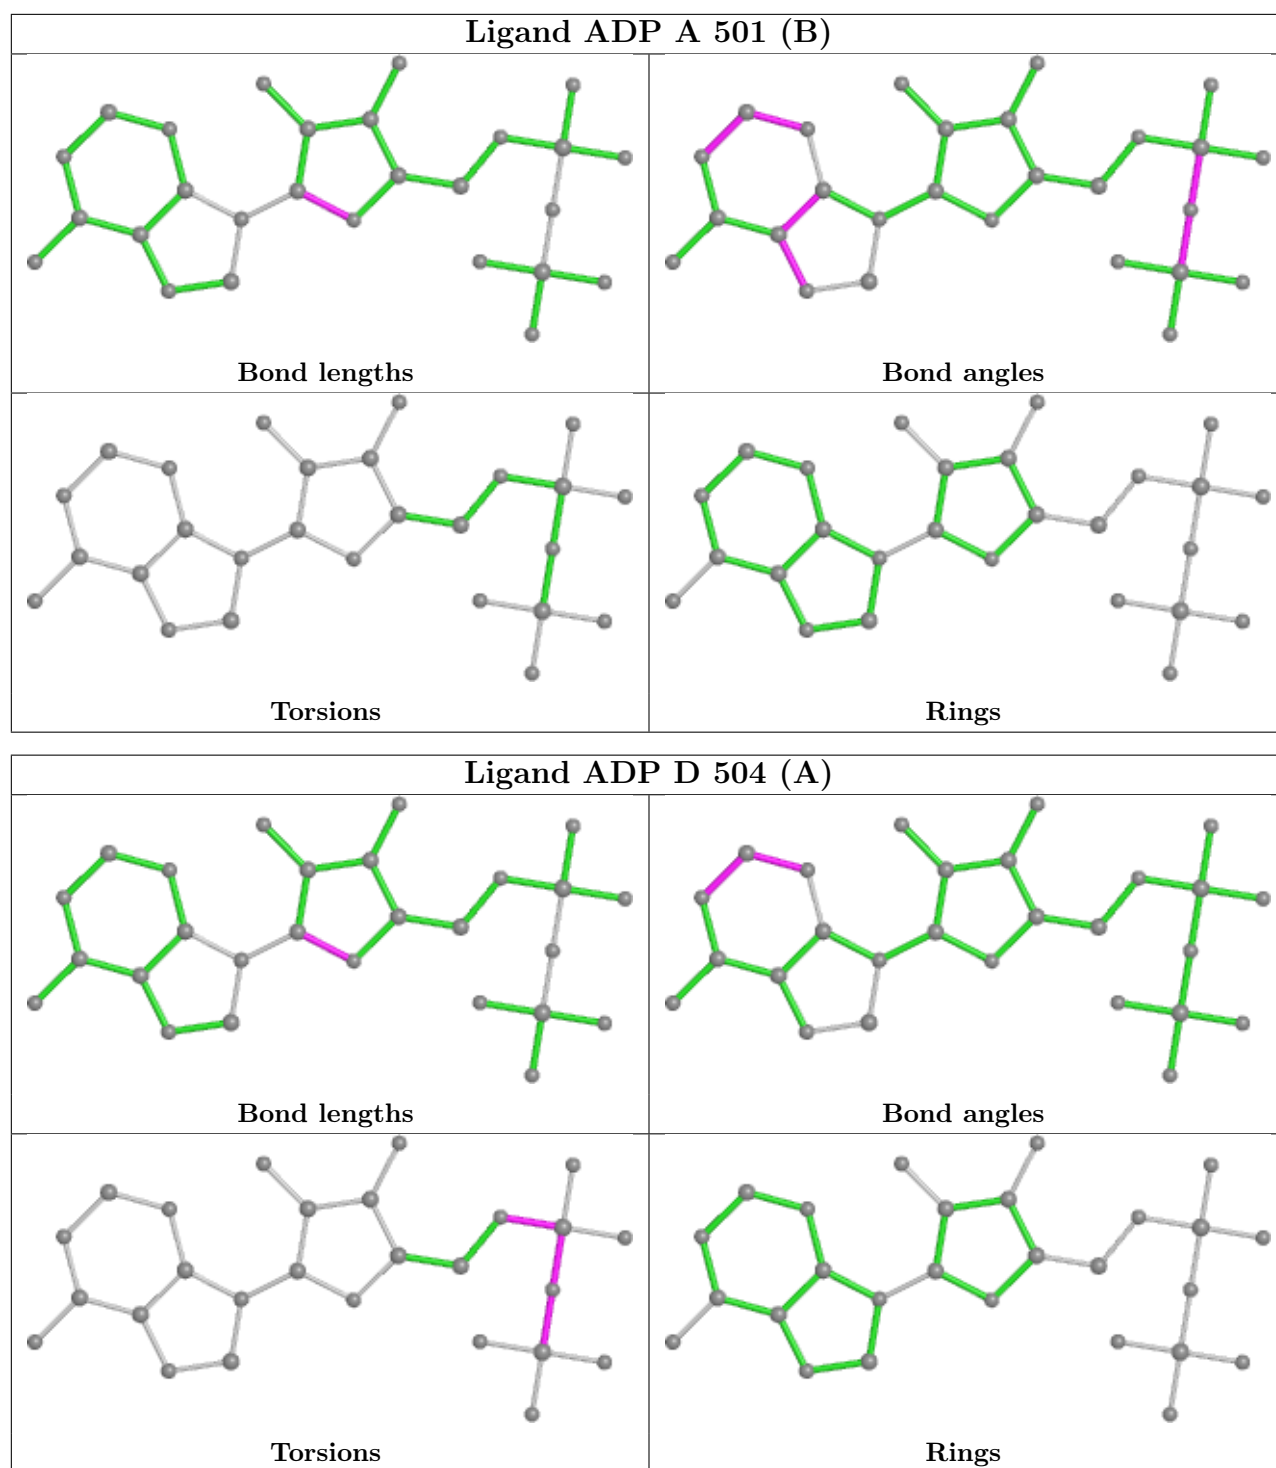 Ligand ADP A 501 (B)
Bond lengths
Bond angles
Torsions
Rings
Ligand ADP D 504 (A)
Bond lengths
Bond angles
Torsions
Rings